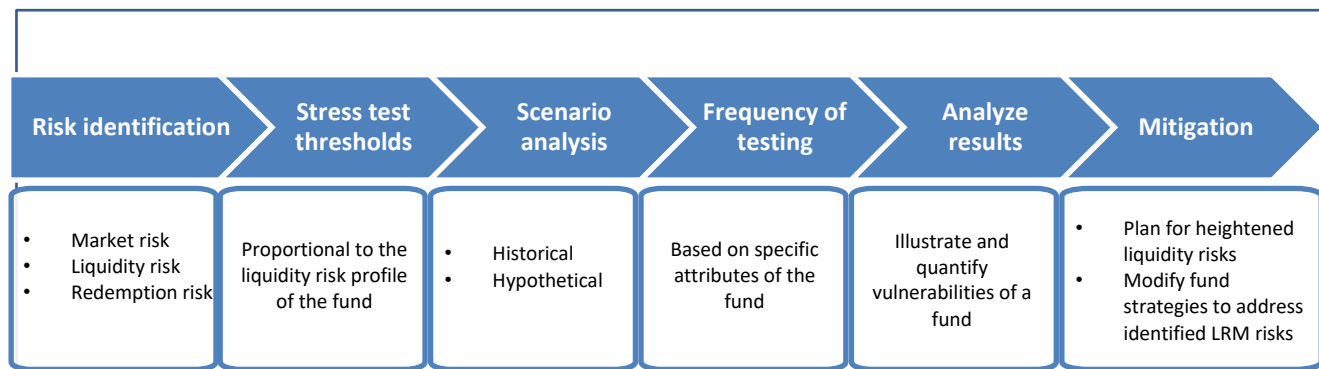 Risk identification
Stress test
thresholds
Scenario
analysis
Frequency of
testing
Analyze
results
Mitigation
• Market risk
• Liquidity risk
• Redemption risk
Proportional to the
liquidity risk profile
of the fund
• Historical
• Hypothetical
Based on specific
attributes of the
fund
Illustrate and
quantify
vulnerabilities of a
fund
• Plan for heightened
liquidity risks
• Modify fund
strategies to address
identified LRM risks